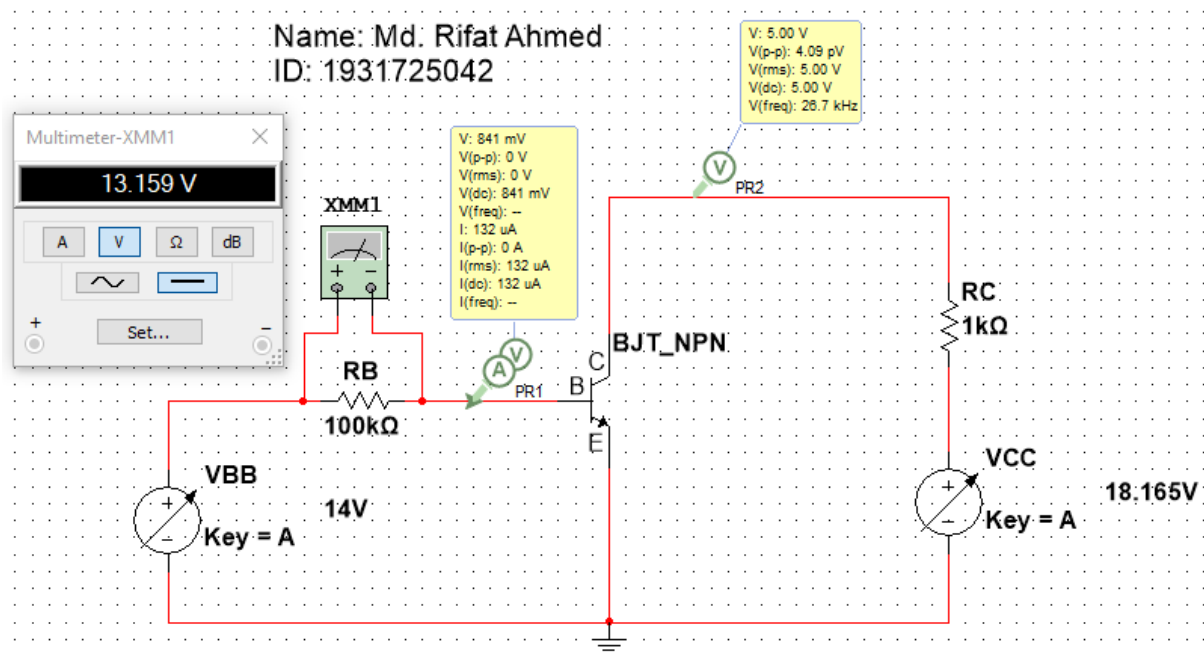 Name: Md. Rifat Ahmed
ID: 1931725042
Multimeter-XMM1
13.159 V
A V Ω dB
+ Set... −
XMM1
+ −
V: 841 mV
V(p-p): 0 V
V(rms): 0 V
V(dc): 841 mV
V(freq): --
I: 132 uA
I(p-p): 0 A
I(rms): 132 uA
I(dc): 132 uA
I(freq): --
V: 5.00 V
V(p-p): 4.09 pV
V(rms): 5.00 V
V(dc): 5.00 V
V(freq): 26.7 kHz
V
PR2
A V
PR1
RB
100kΩ
BJT_NPN
C
B
E
RC
1kΩ
VBB
+
−
Key = A
14V
VCC
+
−
Key = A
18.165V